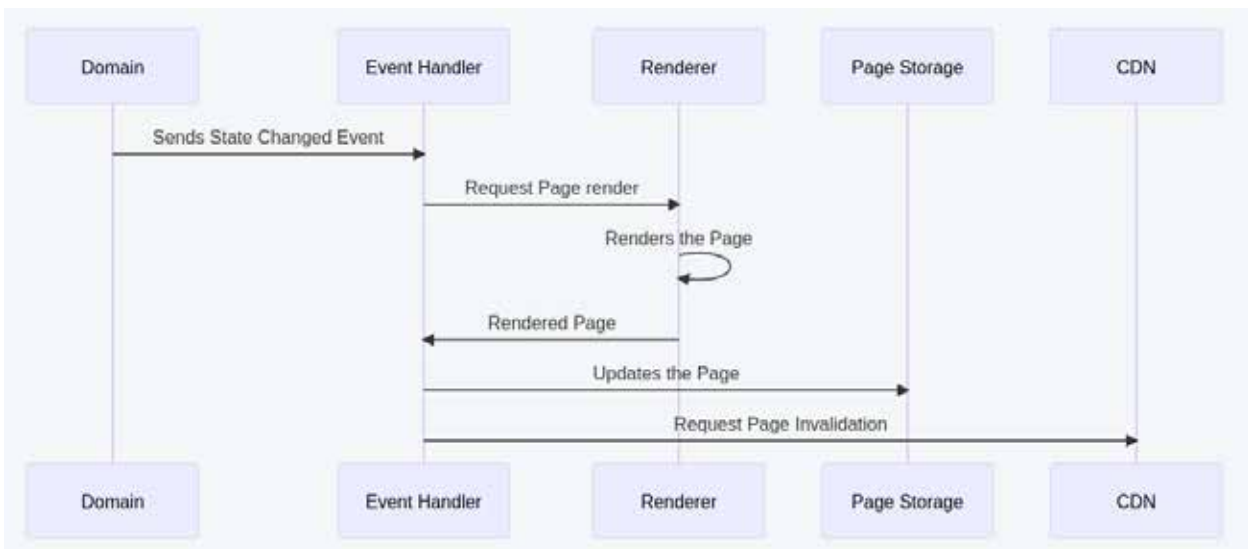 Domain
Event Handler
Renderer
Page Storage
CDN
Sends State Changed Event
Request Page render
Renders the Page
Rendered Page
Updates the Page
Request Page Invalidation
Domain
Event Handler
Renderer
Page Storage
CDN